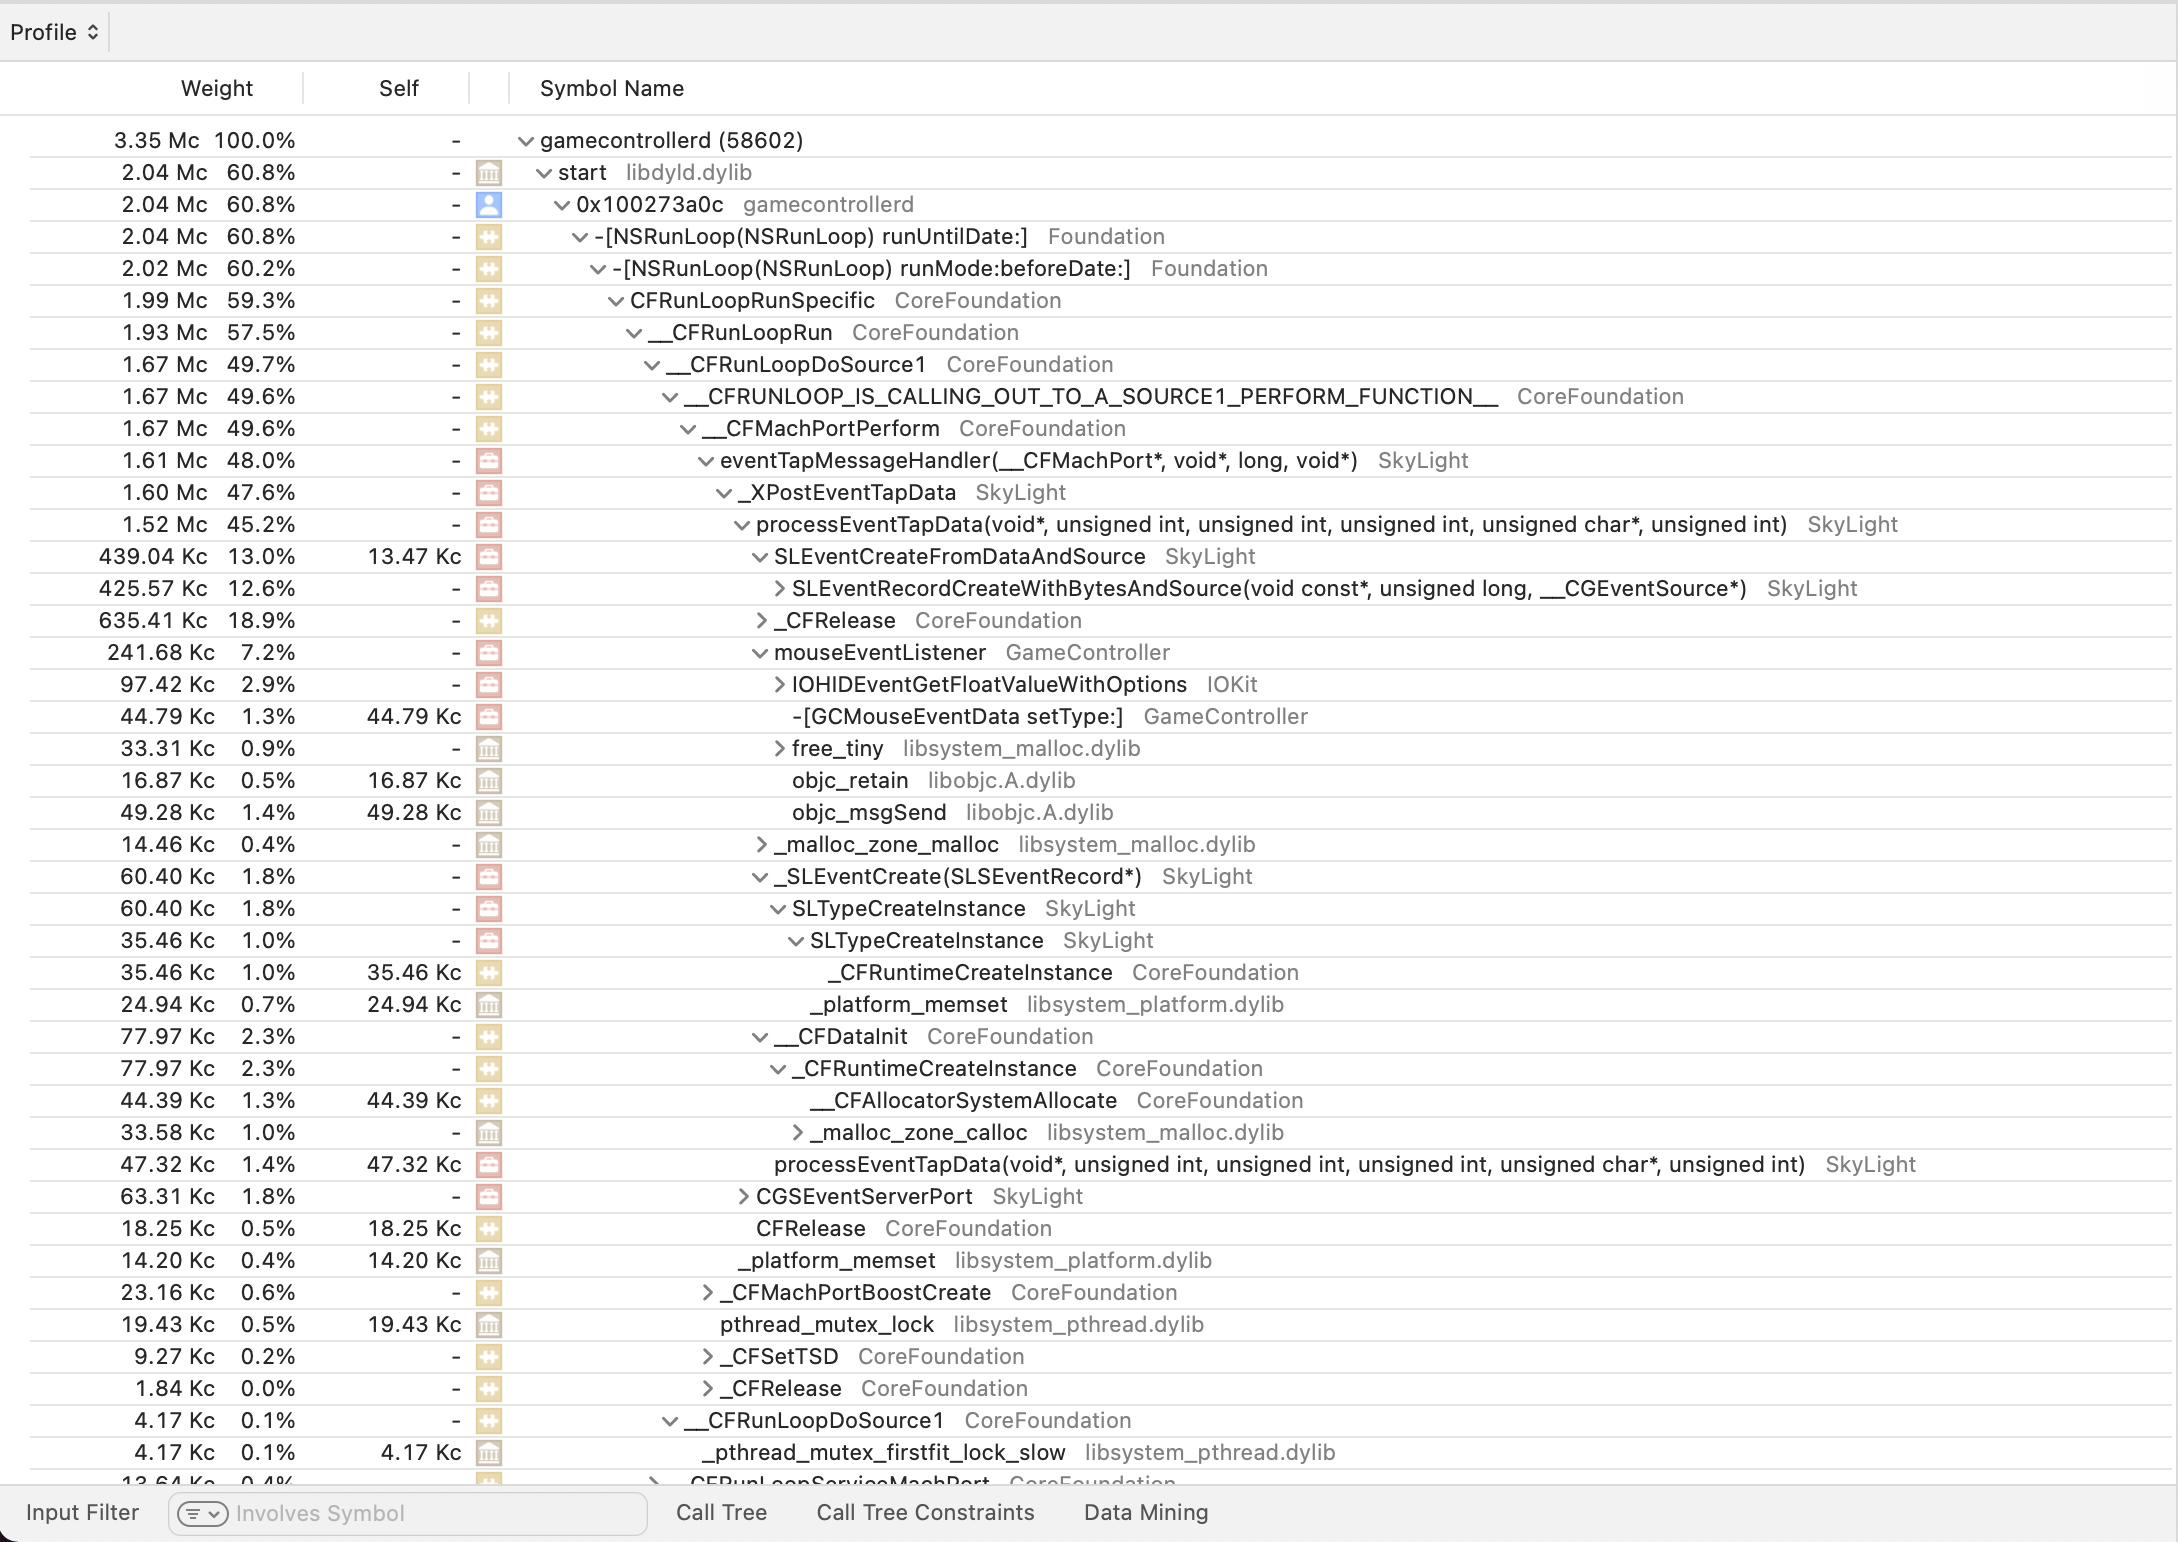 Profile
Weight Self Symbol Name
3.35 Mc 100.0% - gamecontrollerd (58602)
2.04 Mc 60.8% - start libdyld.dylib
2.04 Mc 60.8% - 0x100273a0c gamecontrollerd
2.04 Mc 60.8% - -[NSRunLoop(NSRunLoop) runUntilDate:] Foundation
2.02 Mc 60.2% - -[NSRunLoop(NSRunLoop) runMode:beforeDate:] Foundation
1.99 Mc 59.3% - CFRunLoopRunSpecific CoreFoundation
1.93 Mc 57.5% - __CFRunLoopRun CoreFoundation
1.67 Mc 49.7% - __CFRunLoopDoSource1 CoreFoundation
1.67 Mc 49.6% - __CFRUNLOOP_IS_CALLING_OUT_TO_A_SOURCE1_PERFORM_FUNCTION__ CoreFoundation
1.67 Mc 49.6% - __CFMachPortPerform CoreFoundation
1.61 Mc 48.0% - eventTapMessageHandler(__CFMachPort*, void*, long, void*) SkyLight
1.60 Mc 47.6% - _XPostEventTapData SkyLight
1.52 Mc 45.2% - processEventTapData(void*, unsigned int, unsigned int, unsigned int, unsigned char*, unsigned int) SkyLight
439.04 Kc 13.0% 13.47 Kc SLEventCreateFromDataAndSource SkyLight
425.57 Kc 12.6% - SLEventRecordCreateWithBytesAndSource(void const*, unsigned long, __CGEventSource*) SkyLight
635.41 Kc 18.9% - _CFRelease CoreFoundation
241.68 Kc 7.2% - mouseEventListener GameController
97.42 Kc 2.9% - IOHIDEventGetFloatValueWithOptions IOKit
44.79 Kc 1.3% 44.79 Kc -[GCMouseEventData setType:] GameController
33.31 Kc 0.9% - free_tiny libsystem_malloc.dylib
16.87 Kc 0.5% 16.87 Kc objc_retain libobjc.A.dylib
49.28 Kc 1.4% 49.28 Kc objc_msgSend libobjc.A.dylib
14.46 Kc 0.4% - _malloc_zone_malloc libsystem_malloc.dylib
60.40 Kc 1.8% - _SLEventCreate(SLSEventRecord*) SkyLight
60.40 Kc 1.8% - SLTypeCreateInstance SkyLight
35.46 Kc 1.0% - SLTypeCreateInstance SkyLight
35.46 Kc 1.0% 35.46 Kc _CFRuntimeCreateInstance CoreFoundation
24.94 Kc 0.7% 24.94 Kc _platform_memset libsystem_platform.dylib
77.97 Kc 2.3% - __CFDataInit CoreFoundation
77.97 Kc 2.3% - _CFRuntimeCreateInstance CoreFoundation
44.39 Kc 1.3% 44.39 Kc __CFAllocatorSystemAllocate CoreFoundation
33.58 Kc 1.0% - _malloc_zone_calloc libsystem_malloc.dylib
47.32 Kc 1.4% 47.32 Kc processEventTapData(void*, unsigned int, unsigned int, unsigned int, unsigned char*, unsigned int) SkyLight
63.31 Kc 1.8% - CGSEventServerPort SkyLight
18.25 Kc 0.5% 18.25 Kc CFRelease CoreFoundation
14.20 Kc 0.4% 14.20 Kc _platform_memset libsystem_platform.dylib
23.16 Kc 0.6% - _CFMachPortBoostCreate CoreFoundation
19.43 Kc 0.5% 19.43 Kc pthread_mutex_lock libsystem_pthread.dylib
9.27 Kc 0.2% - _CFSetTSD CoreFoundation
1.84 Kc 0.0% - _CFRelease CoreFoundation
4.17 Kc 0.1% - __CFRunLoopDoSource1 CoreFoundation
4.17 Kc 0.1% 4.17 Kc _pthread_mutex_firstfit_lock_slow libsystem_pthread.dylib
13.64 Kc 0.4% - __CFRunLoopServiceMachPort CoreFoundation
Input Filter Involves Symbol Call Tree Call Tree Constraints Data Mining